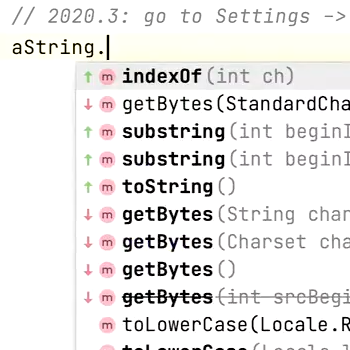 // 2020.3: go to Settings ->
aString.
↑ m indexOf(int ch)
↓ m getBytes(StandardCha
↑ m substring(int beginI
↑ m substring(int beginI
↑ m toString()
↓ m getBytes(String char
↓ m getBytes(Charset cha
↓ m getBytes()
↓ m getBytes(int srcBegi
m toLowerCase(Locale.R